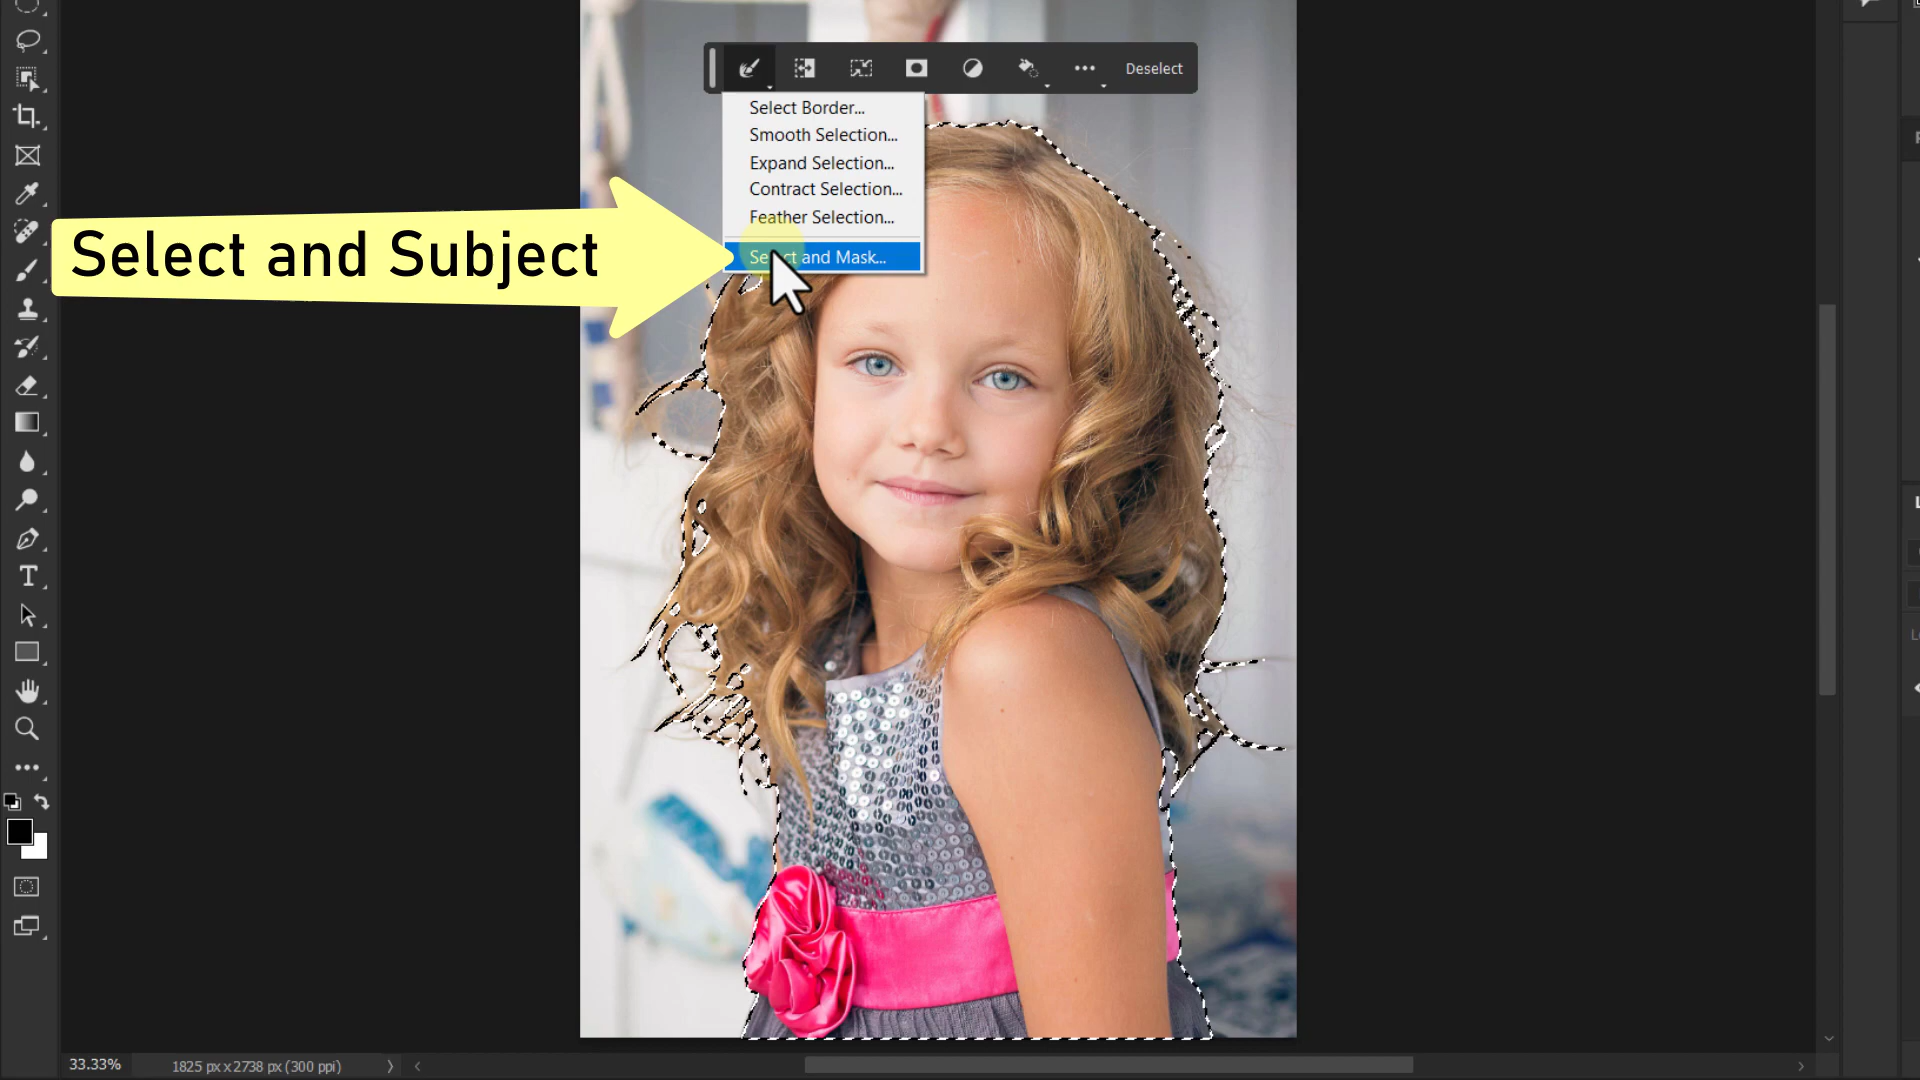 Deselect
Select Border...
Smooth Selection...
Expand Selection...
Contract Selection...
Feather Selection...
Select and Mask...
Select and Subject
T
33.33%
1825 px x 2738 px (300 ppi)